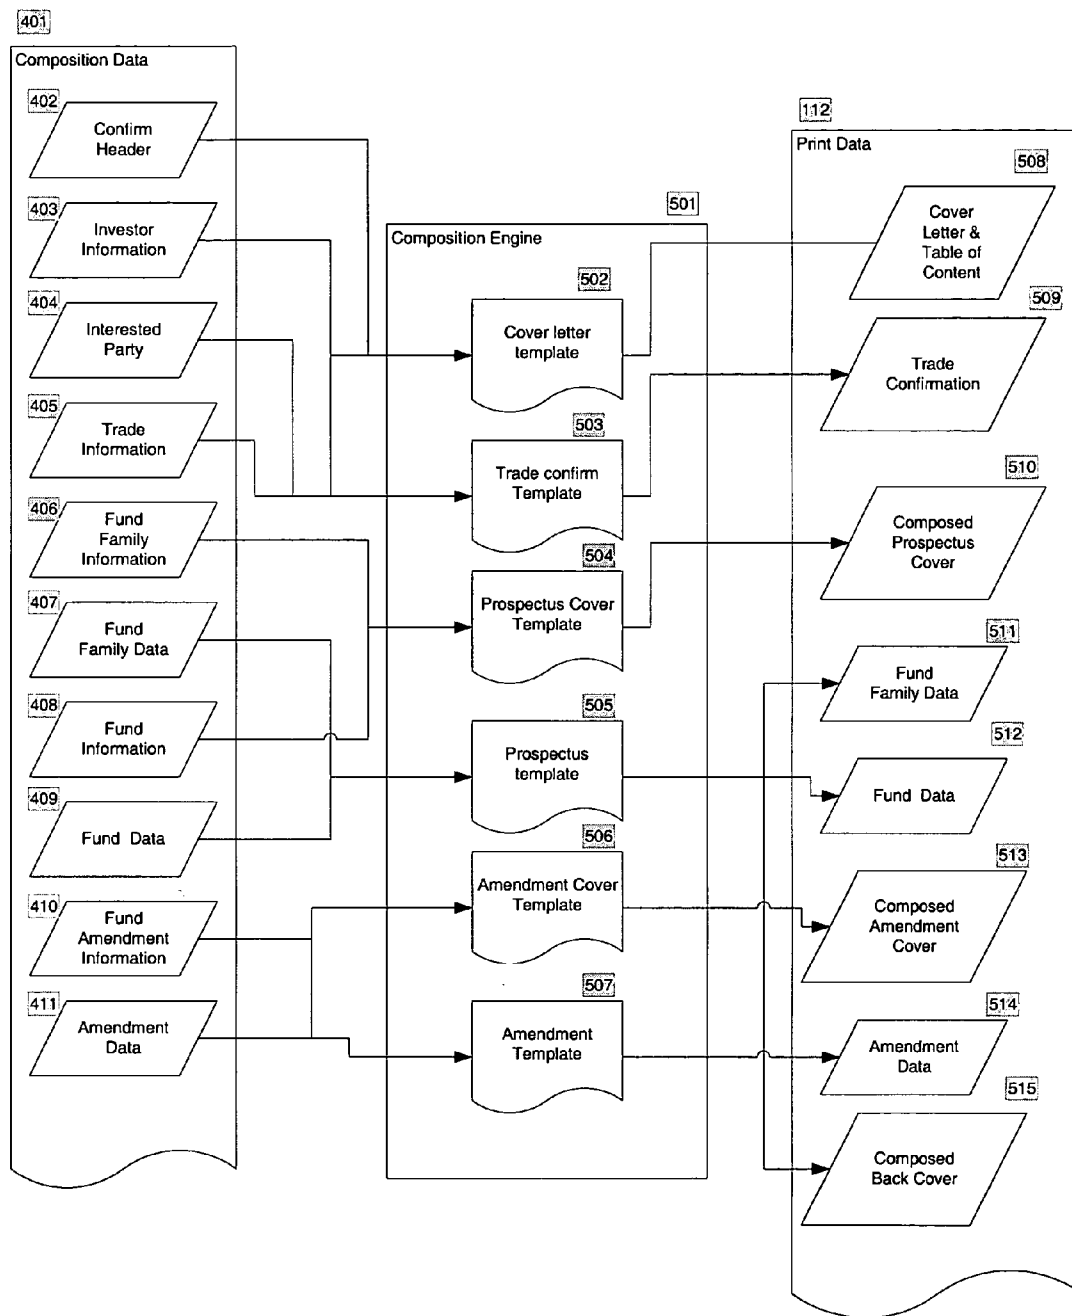 401
Composition Data
402
Confirm
Header
403
Investor
Information
404
Interested
Party
405
Trade
Information
406
Fund
Family
Information
407
Fund
Family Data
408
Fund
Information
409
Fund Data
410
Fund
Amendment
Information
411
Amendment
Data
501
Composition Engine
502
Cover letter
template
503
Trade confirm
Template
504
Prospectus Cover
Template
505
Prospectus
template
506
Amendment Cover
Template
507
Amendment
Template
112
Print Data
508
Cover
Letter &
Table of
Content
509
Trade
Confirmation
510
Composed
Prospectus
Cover
511
Fund
Family Data
512
Fund Data
513
Composed
Amendment
Cover
514
Amendment
Data
515
Composed
Back Cover